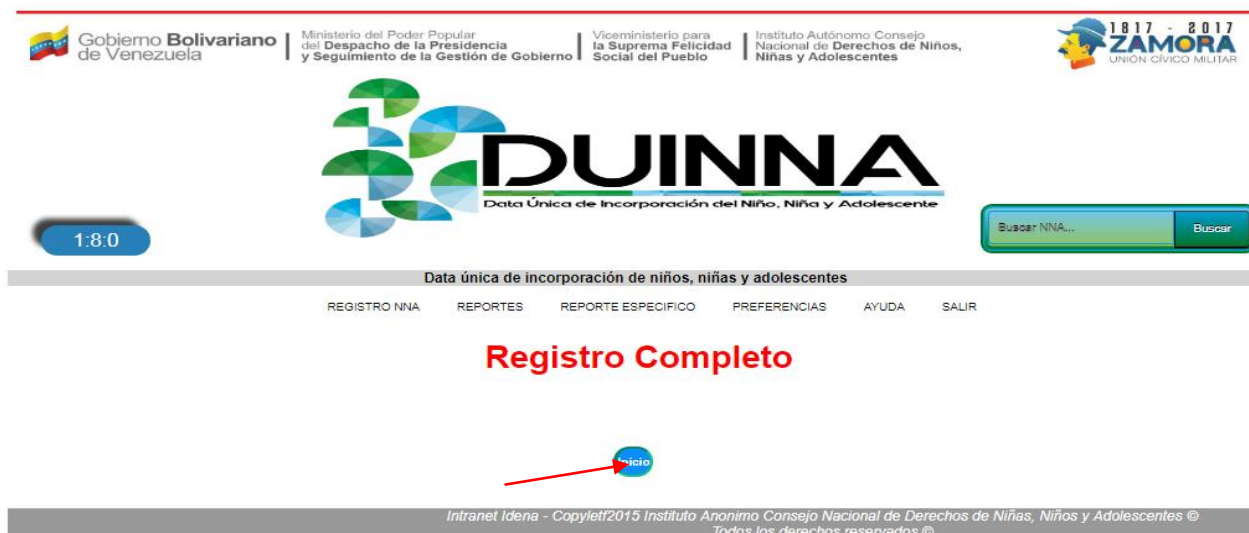 Gobierno Bolivariano
de Venezuela
Ministerio del Poder Popular
del Despacho de la Presidencia
y Seguimiento de la Gestión de Gobierno
Viceministerio para
la Suprema Felicidad
Social del Pueblo
Instituto Autónomo Consejo
Nacional de Derechos de Niños,
Niñas y Adolescentes
1817 - 2017
ZAMORA
UNIÓN CÍVICO MILITAR
DUINNA
Data Única de Incorporación del Niño, Niña y Adolescente
1:8:0
Buscar NNA...
Buscar
Data única de incorporación de niños, niñas y adolescentes
REGISTRO NNA REPORTES REPORTE ESPECIFICO PREFERENCIAS AYUDA SALIR
Registro Completo
Inicio
Intranet Idena - Copyletf2015 Instituto Anonimo Consejo Nacional de Derechos de Niñas, Niños y Adolescentes ©
Todos los derechos reservados ©